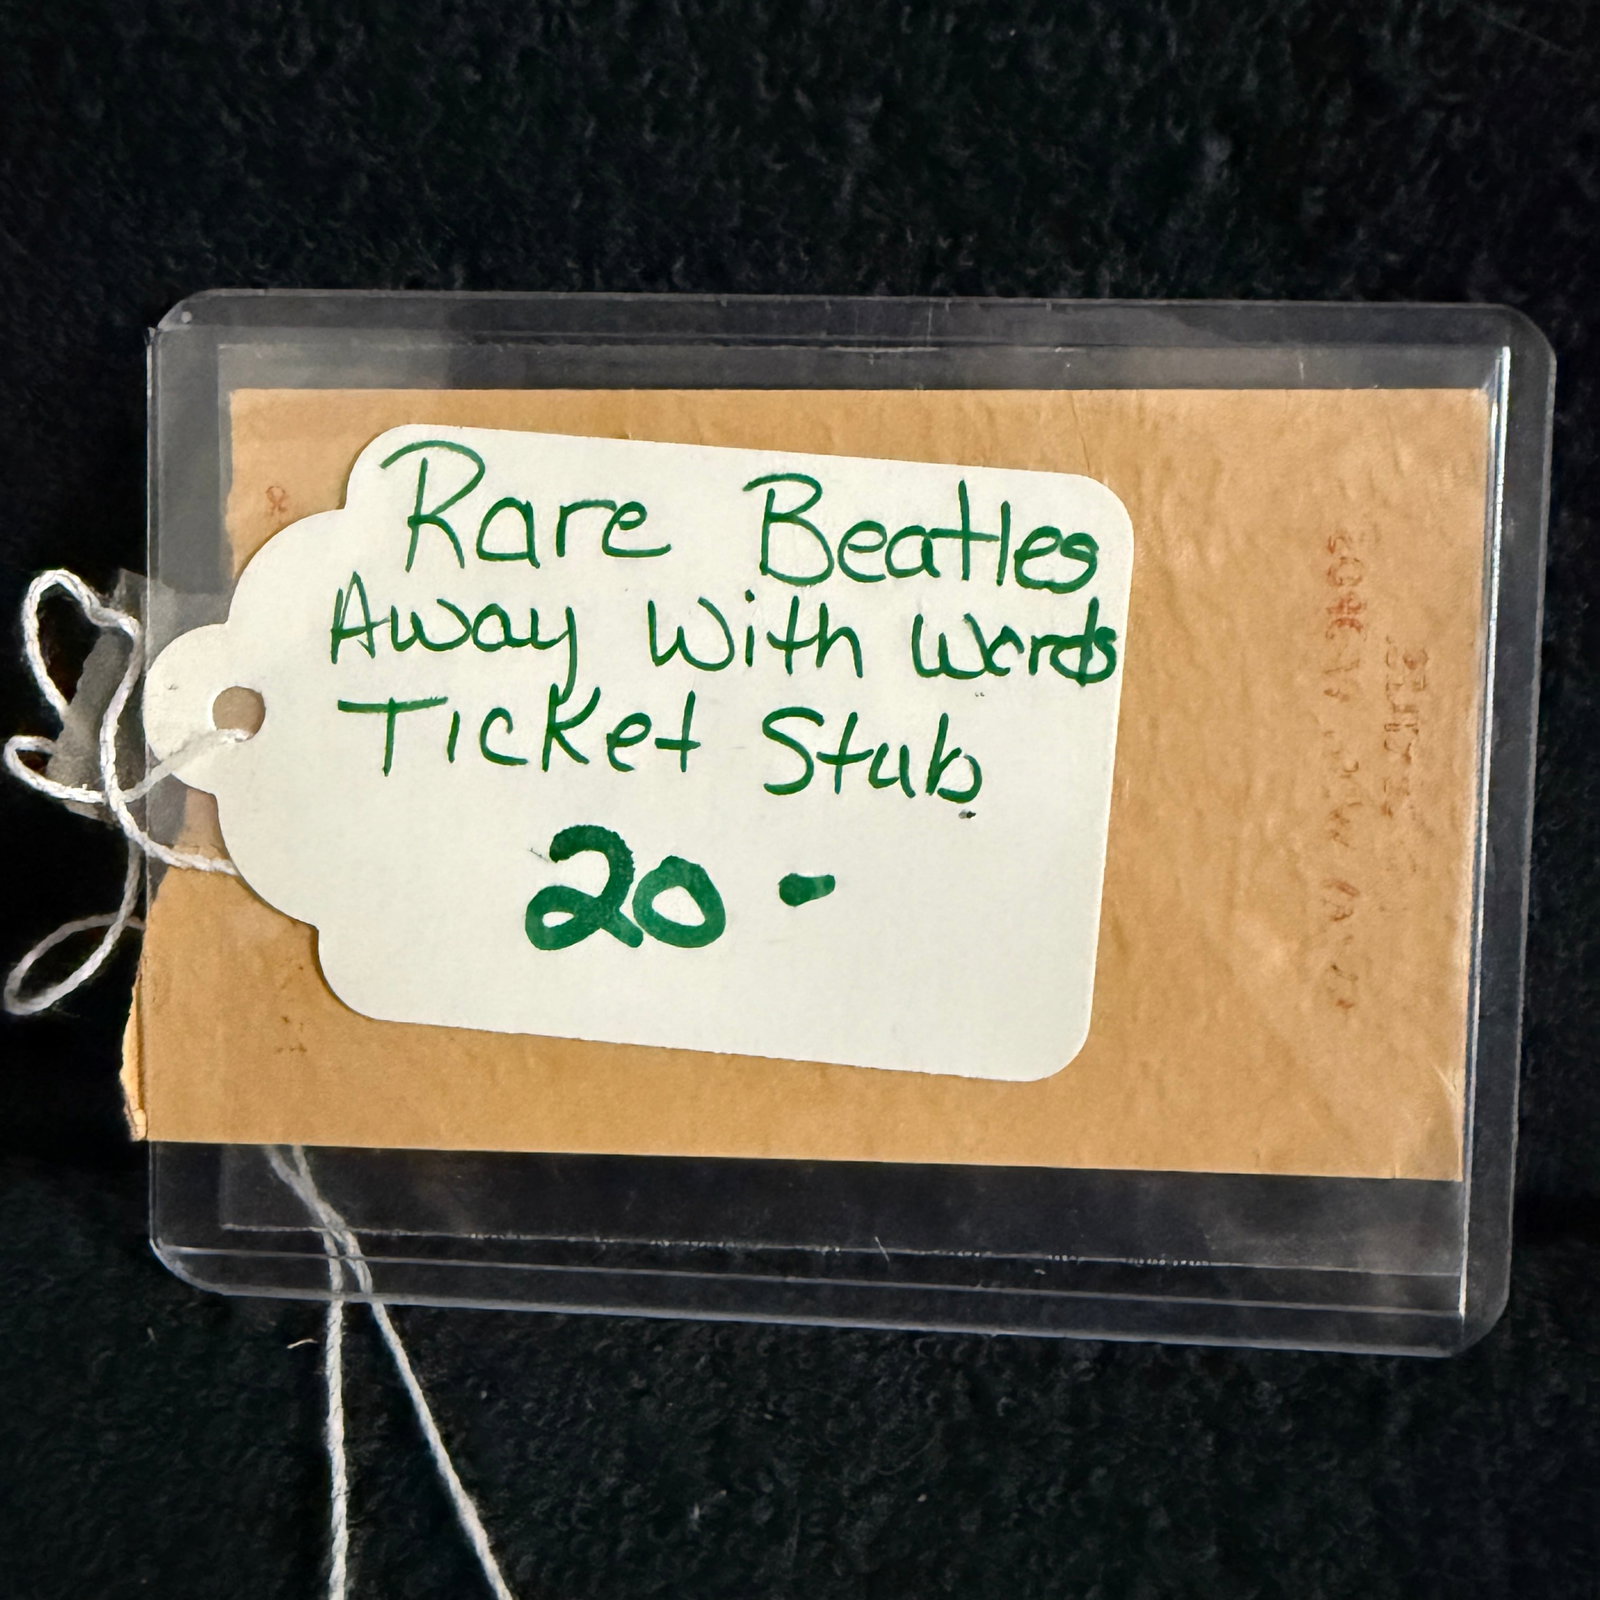 Rare Beatles
Away With Words
Ticket Stub
20 -